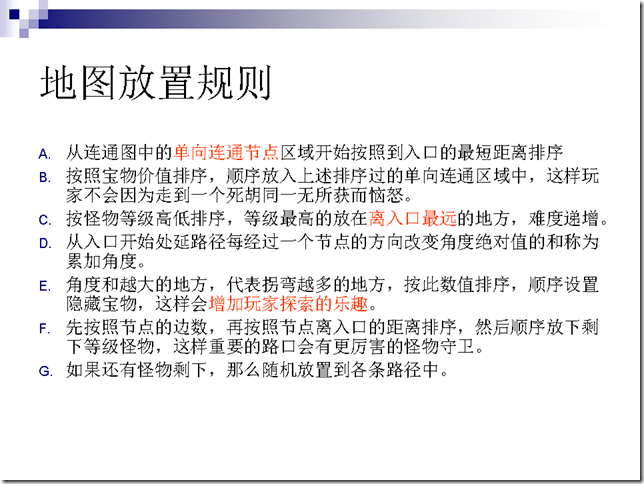 地图放置规则
A. 从连通图中的单向连通节点区域开始按照到入口的最短距离排序
B. 按照宝物价值排序，顺序放入上述排序过的单向连通区域中，这样玩
家不会因为走到一个死胡同一无所获而恼怒。
C. 按怪物等级高低排序，等级最高的放在离入口最远的地方，难度递增。
D. 从入口开始处延路径每经过一个节点的方向改变角度绝对值的和称为
累加角度。
E. 角度和越大的地方，代表拐弯越多的地方，按此数值排序，顺序设置
隐藏宝物，这样会增加玩家探索的乐趣。
F. 先按照节点的边数，再按照节点离入口的距离排序，然后顺序放下剩
下等级怪物，这样重要的路口会有更厉害的怪物守卫。
G. 如果还有怪物剩下，那么随机放置到各条路径中。